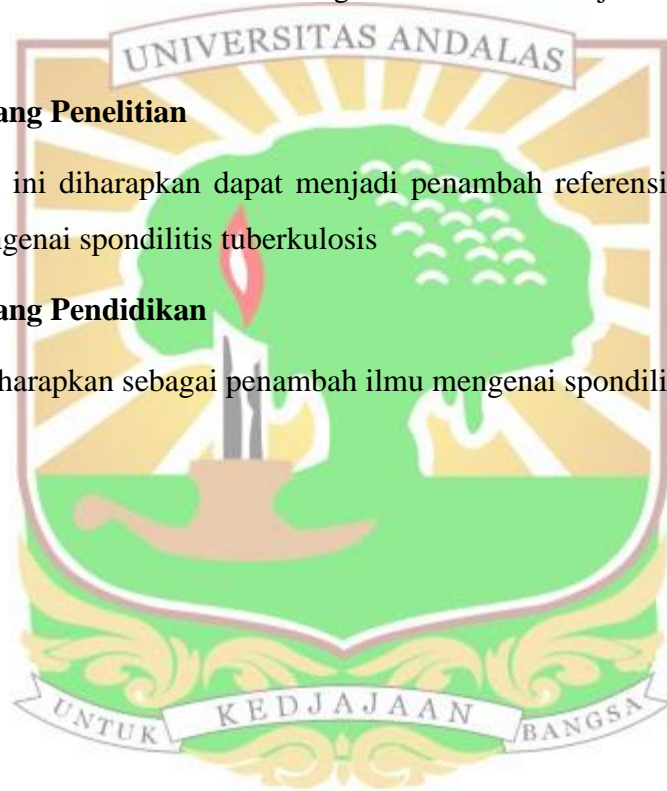 UNIVERSITAS ANDALAS
ang Penelitian
ini diharapkan dapat menjadi penambah referensi
ngenai spondilitis tuberkulosis
ang Pendidikan
harapkan sebagai penambah ilmu mengenai spondili
UNTUK KEDJAJAAN BANGSA